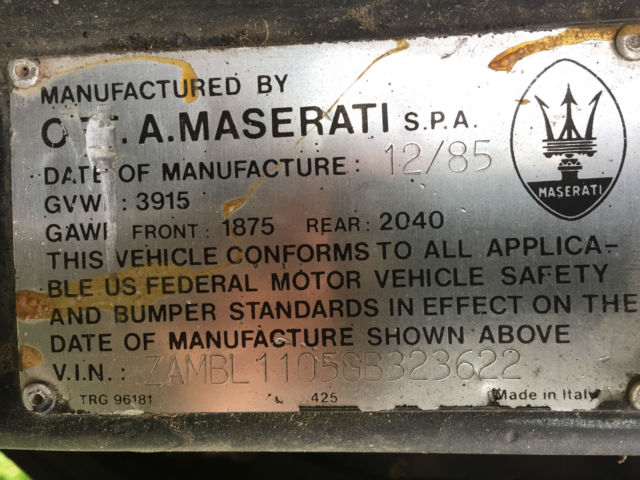 MANUFACTURED BY
A. MASERATI S.P.A.
DATE OF MANUFACTURE: 12/85
GVW : 3915
GAWR FRONT: 1875 REAR: 2040
THIS VEHICLE CONFORMS TO ALL APPLICA-
BLE US FEDERAL MOTOR VEHICLE SAFETY
AND BUMPER STANDARDS IN EFFECT ON THE
DATE OF MANUFACTURE SHOWN ABOVE
V.I.N.: ZAMBL1105GB323622
TRG 96181 425 Made in Italy
MASERATI